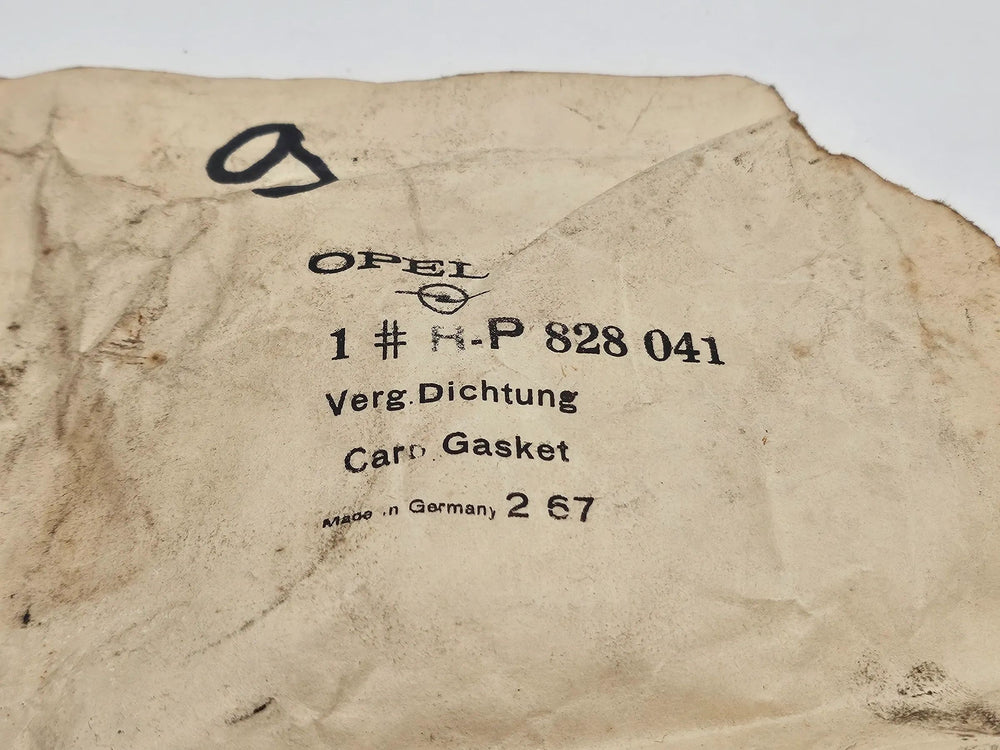 9
OPEL
1 # H-P 828 041
Verg. Dichtung
Carb. Gasket
Made in Germany 2 67